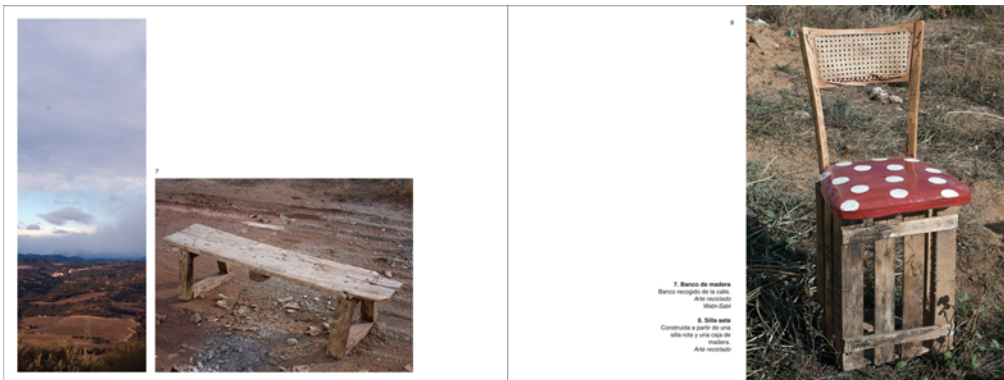 7
8
7. Banco de madera
Banco recogido de la calle.
Arte reciclado
Wabi-Sabi
8. Silla seta
Construida a partir de una
silla rota y una caja de
madera.
Arte reciclado